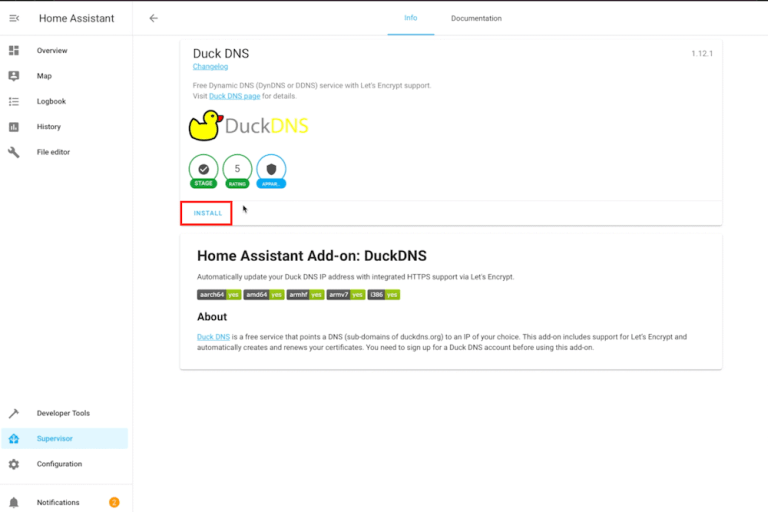 Home Assistant
Info
Documentation
Overview
Map
Logbook
History
File editor
Duck DNS
1.12.1
Changelog
Free Dynamic DNS (DynDNS or DDNS) service with Let's Encrypt support.
Visit Duck DNS page for details.
DuckDNS
5
STAGE
RATING
APPAR...
INSTALL
Home Assistant Add-on: DuckDNS
Automatically update your Duck DNS IP address with integrated HTTPS support via Let's Encrypt.
aarch64 yes amd64 yes armhf yes armv7 yes i386 yes
About
Duck DNS is a free service that points a DNS (sub-domains of duckdns.org) to an IP of your choice. This add-on includes support for Let's Encrypt and
automatically creates and renews your certificates. You need to sign up for a Duck DNS account before using this add-on.
Developer Tools
Supervisor
Configuration
Notifications
2